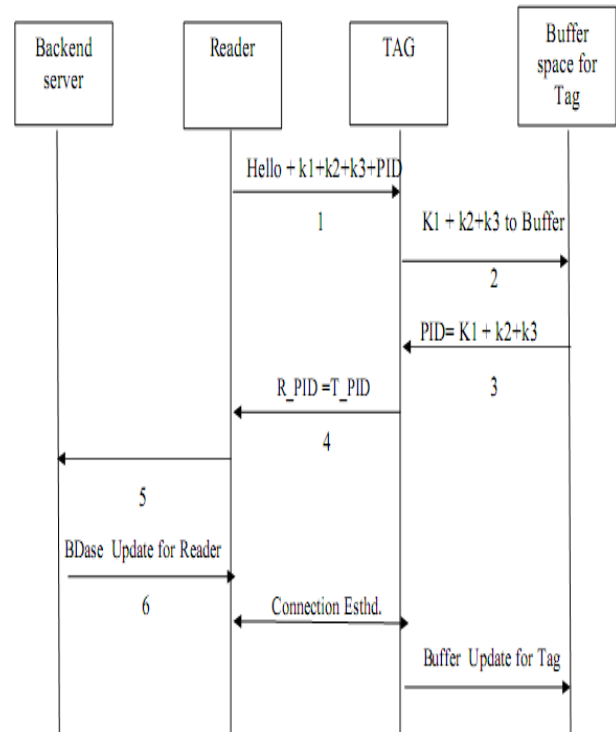 Backend
server
Reader
TAG
Buffer
space for
Tag
Hello + k1+k2+k3+PID
1
K1 + k2+k3 to Buffer
2
PID= K1 + k2+k3
3
R_PID =T_PID
4
5
BDase Update for Reader
6
Connection Esthd.
Buffer Update for Tag